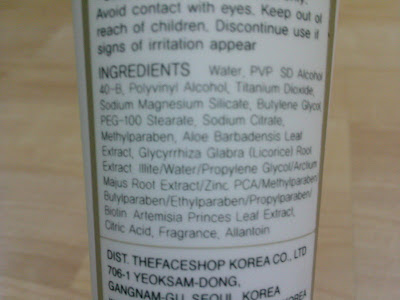 Avoid contact with eyes. Keep out of
reach of children. Discontinue use if
signs of irritation appear
INGREDIENTS Water, PVP SD Alcohol
40-B, Polyvinyl Alcohol, Titanium Dioxide,
Sodium Magnesium Silicate, Butylene Glycol,
PEG-100 Stearate, Sodium Citrate,
Methylparaben, Aloe Barbadensis Leaf
Extract, Glycyrrhiza Glabra (Licorice) Root
Extract Illite/Water/Propylene Glycol/Arctium
Majus Root Extract/Zinc PCA/Methylparaben/
Butylparaben/Ethylparaben/Propylparaben/
Biolin Artemisia Princes Leaf Extract,
Citric Acid, Fragrance, Allantoin
DIST. THEFACESHOP KOREA CO., LTD
706-1 YEOKSAM-DONG,
GANGNAM-GU, SEOUL, KOREA